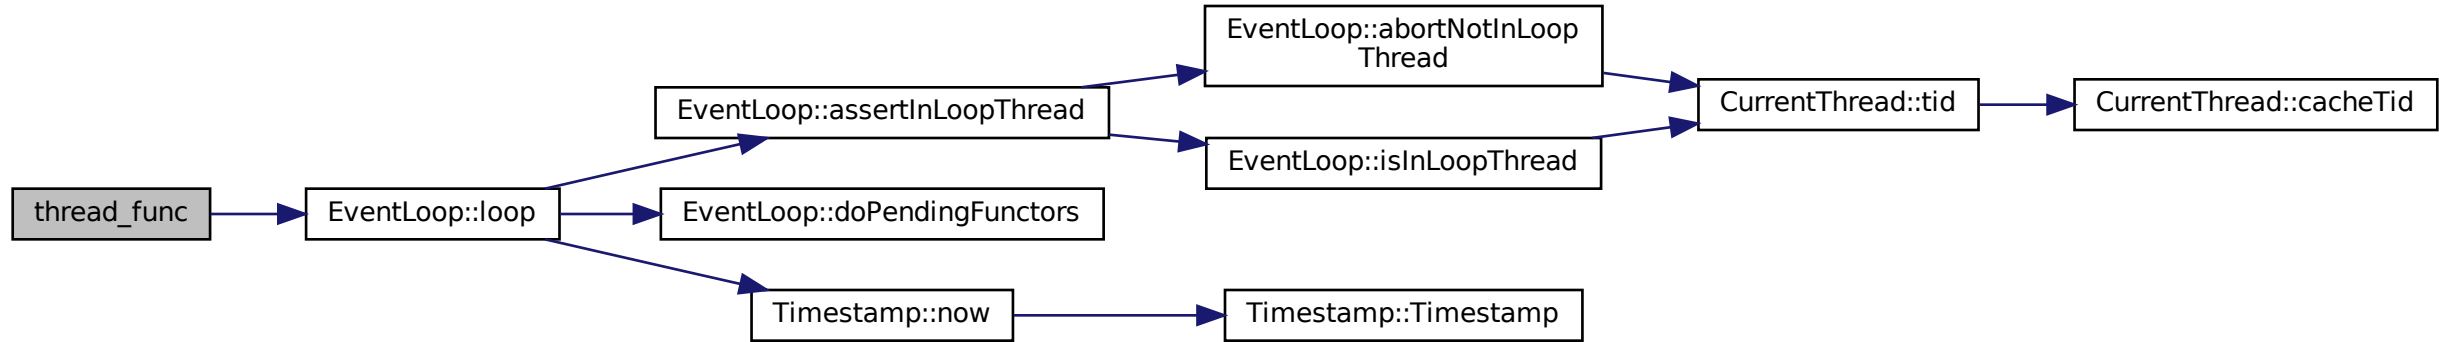 thread_func
EventLoop::loop
EventLoop::assertInLoopThread
EventLoop::abortNotInLoop
Thread
EventLoop::isInLoopThread
CurrentThread::tid
CurrentThread::cacheTid
EventLoop::doPendingFunctors
Timestamp::now
Timestamp::Timestamp